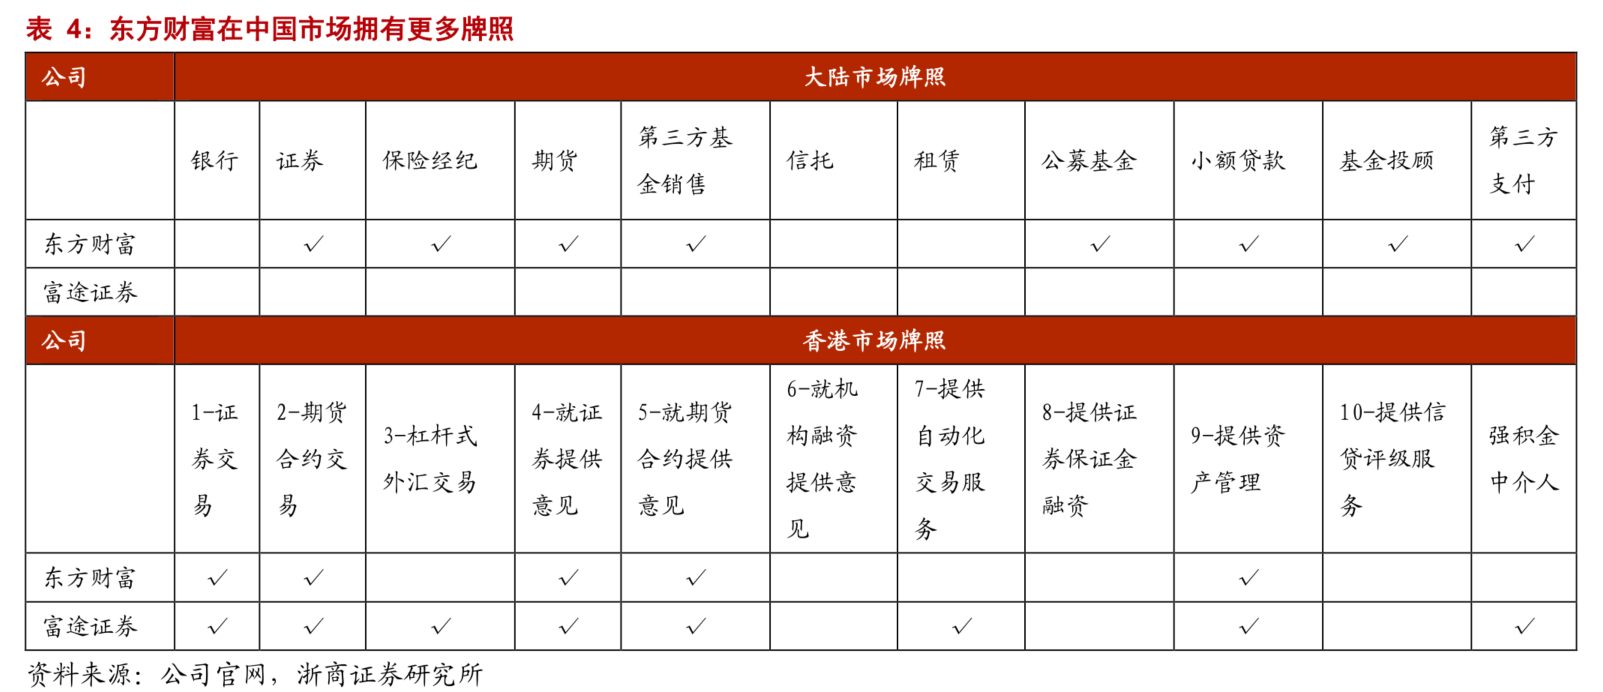 表 4：东方财富在中国市场拥有更多牌照
公司 大陆市场牌照
银行 证券 保险经纪 期货 第三方基金销售 信托 租赁 公募基金 小额贷款 基金投顾 第三方支付
东方财富 √ √ √ √ √ √ √ √
富途证券
公司 香港市场牌照
1-证券交易 2-期货合约交易 3-杠杆式外汇交易 4-就证券提供意见 5-就期货合约提供意见 6-就机构融资提供意见 7-提供自动化交易服务 8-提供证券保证金融资 9-提供资产管理 10-提供信贷评级服务 强积金中介人
东方财富 √ √ √ √ √
富途证券 √ √ √ √ √ √ √ √
资料来源：公司官网，浙商证券研究所